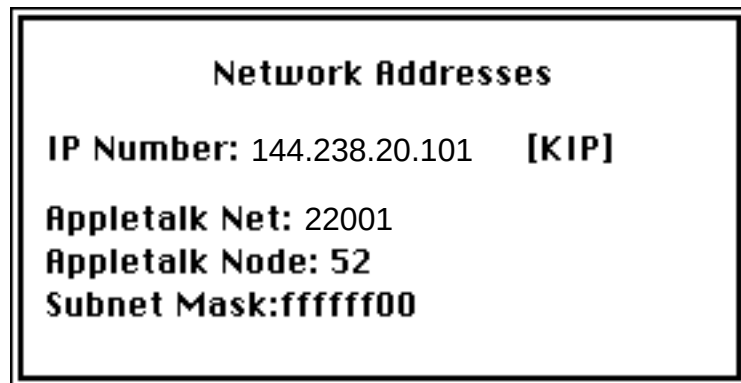 Network Addresses
IP Number: 144.238.20.101 [KIP]
Appletalk Net: 22001
Appletalk Node: 52
Subnet Mask:ffffff00